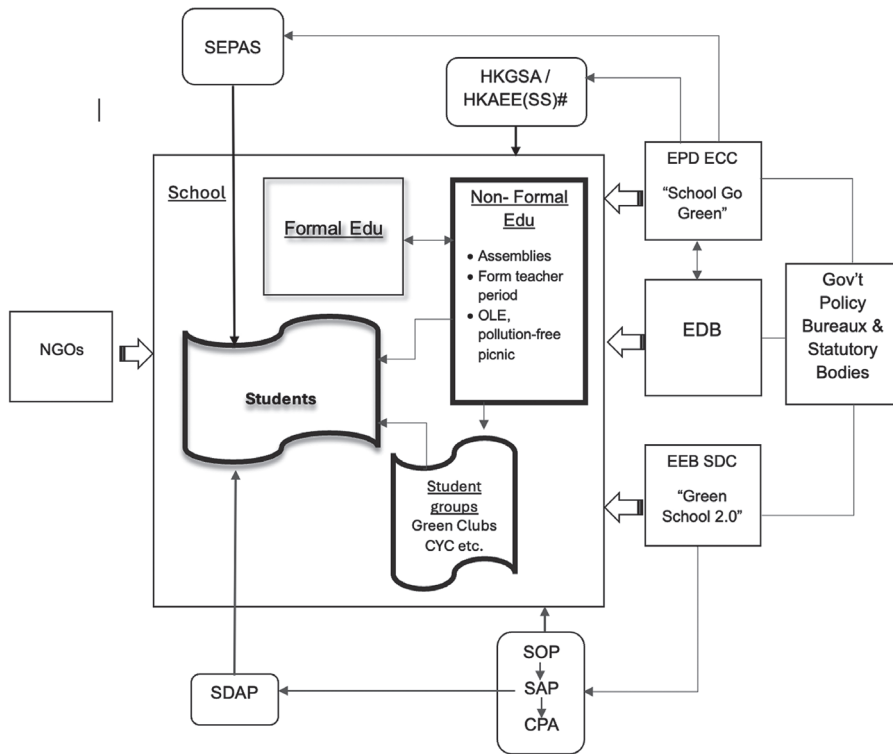 SEPAS
HKGSA /
HKAEE(SS)#
EPD ECC
“School Go
Green”
School
Formal Edu
Non- Formal
Edu
• Assemblies
• Form teacher
period
• OLE,
pollution-free
picnic
Gov’t
Policy
Bureaux &
Statutory
Bodies
EDB
NGOs
Students
EEB SDC
“Green
School 2.0”
Student
groups
Green Clubs
CYC etc.
SOP
SAP
CPA
SDAP